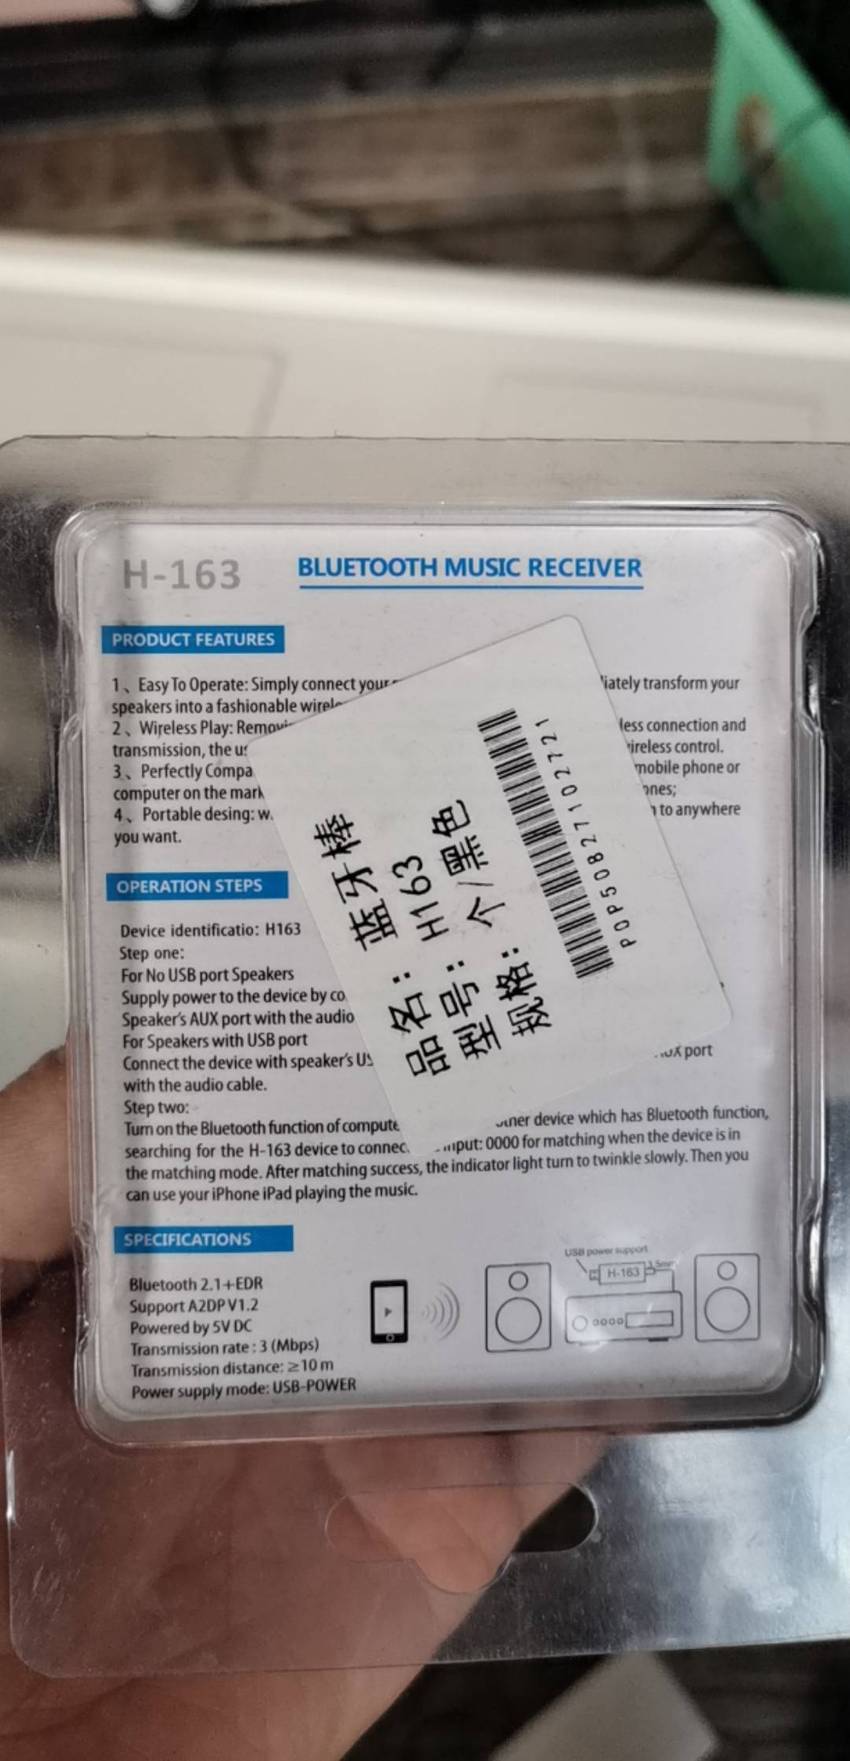 H-163
BLUETOOTH MUSIC RECEIVER
PRODUCT FEATURES
1、Easy To Operate: Simply connect your
transform your
speakers into a fashionable
2、Wireless Play:
connection and
transmission, the
control.
3、Perfectly
mobile phone or
computer on the
4、Portable desing:
to anywhere
you want.
OPERATION STEPS
Device identificatio: H163
Step one:
For No USB port Speakers
Supply power to the device by
Speaker's AUX port with the audio
For Speakers with USB port
Connect the device with speaker's
port
with the audio cable.
Step two:
Turn on the Bluetooth function of
device which has Bluetooth function,
searching for the H-163 device to
0000 for matching when the device is in
the matching mode. After matching success, the indicator light turn to twinkle slowly. Then you
can use your iPhone iPad playing the music.
SPECIFICATIONS
Bluetooth 2.1+EDR
Support A2DP V1.2
Powered by 5V DC
Transmission rate : 3 (Mbps)
Transmission distance: ≥10 m
Power supply mode: USB-POWER
USB power support
H-163
品名: 蓝牙棒
型号: H163
规格: 个/黑色
POP5082710272​1